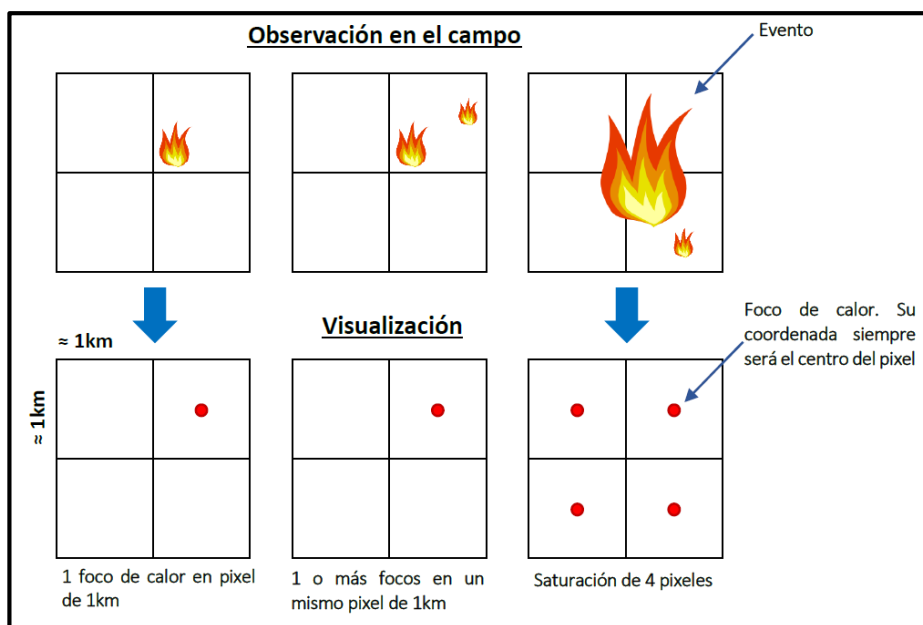 Observación en el campo
Evento
Visualización
≈ 1km
≈ 1km
Foco de calor. Su
coordenada siempre
será el centro del pixel
1 foco de calor en pixel
de 1km
1 o más focos en un
mismo pixel de 1km
Saturación de 4 pixeles